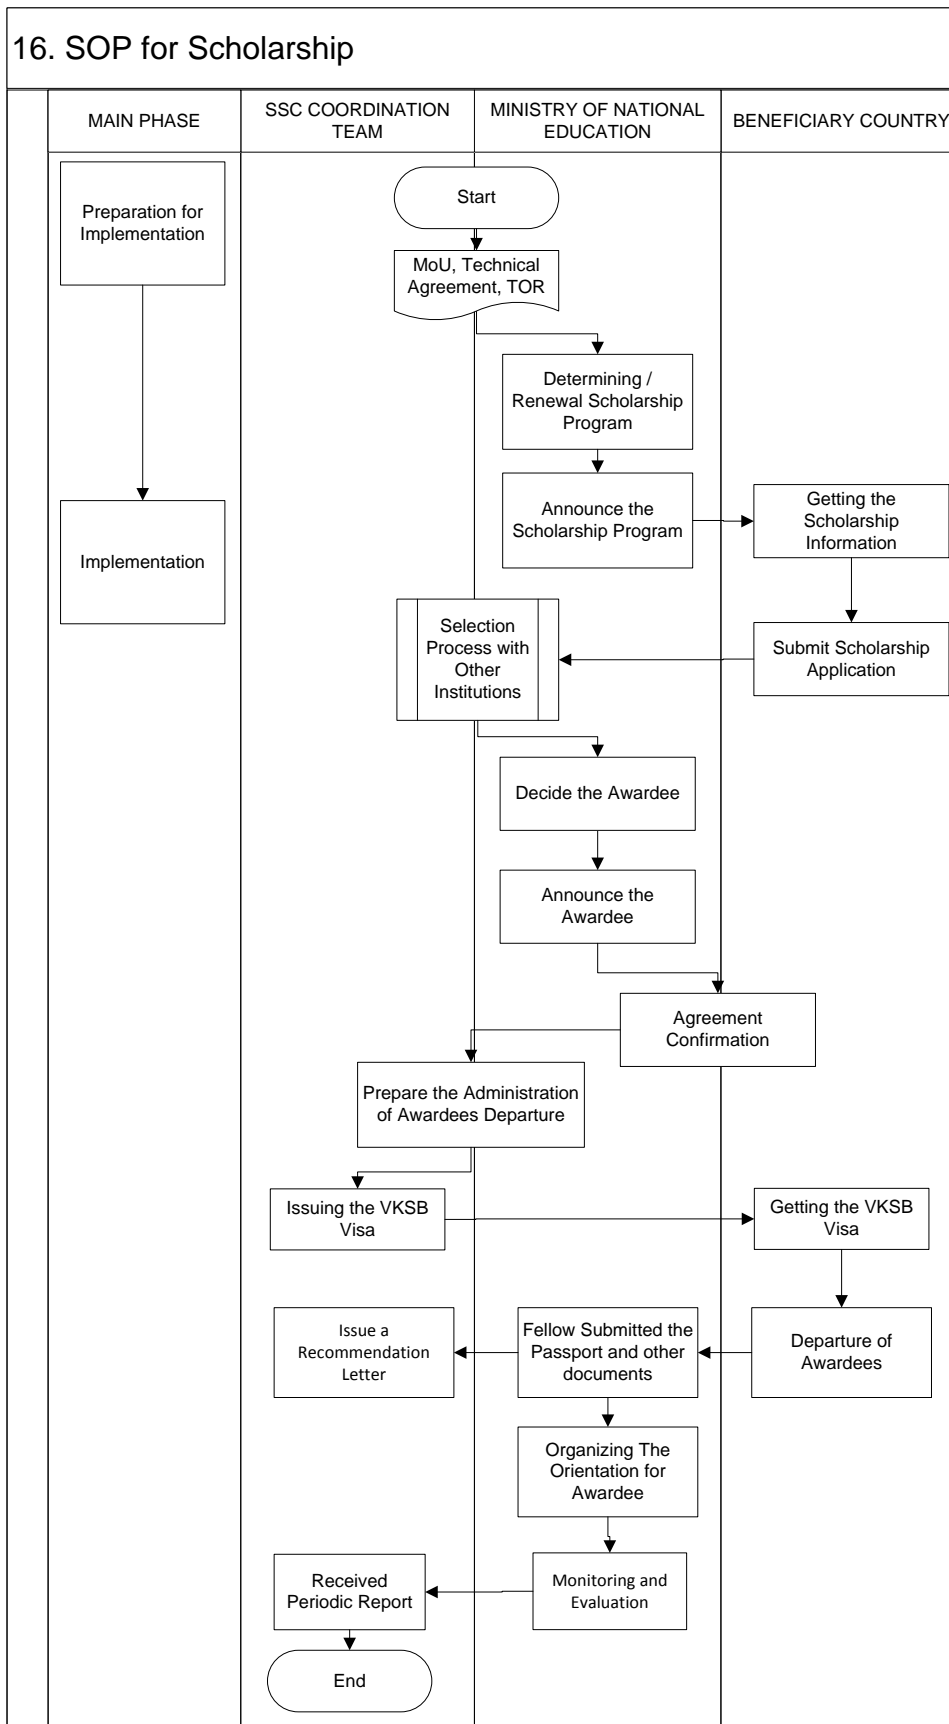 16. SOP for Scholarship
MAIN PHASE
SSC COORDINATION
TEAM
MINISTRY OF NATIONAL
EDUCATION
BENEFICIARY COUNTRY
Preparation for
Implementation
Start
MoU, Technical
Agreement, TOR
Determining /
Renewal Scholarship
Program
Announce the
Scholarship Program
Getting the
Scholarship
Information
Implementation
Selection
Process with
Other
Institutions
Submit Scholarship
Application
Decide the Awardee
Announce the
Awardee
Agreement
Confirmation
Prepare the Administration
of Awardees Departure
Issuing the VKSB
Visa
Getting the VKSB
Visa
Issue a
Recommendation
Letter
Fellow Submitted the
Passport and other
documents
Departure of
Awardees
Organizing The
Orientation for
Awardee
Received
Periodic Report
Monitoring and
Evaluation
End